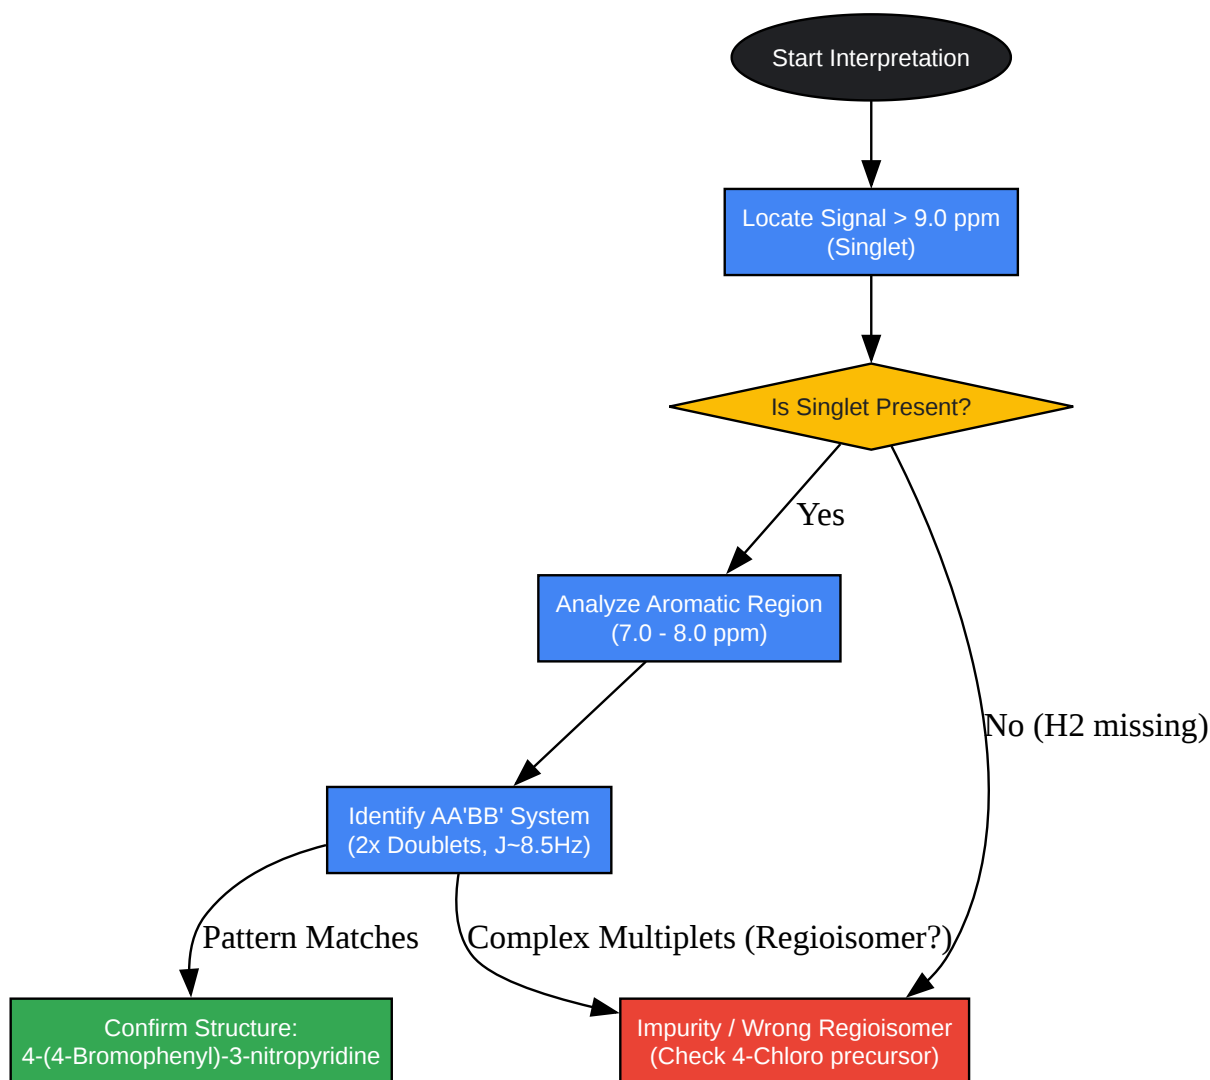 Start Interpretation
Locate Signal > 9.0 ppm
(Singlet)
Is Singlet Present?
Yes
Analyze Aromatic Region
(7.0 - 8.0 ppm)
No (H2 missing)
Identify AA'BB' System
(2x Doublets, J~8.5Hz)
Pattern Matches
Complex Multiplets (Regioisomer?)
Confirm Structure:
4-(4-Bromophenyl)-3-nitropyridine
Impurity / Wrong Regioisomer
(Check 4-Chloro precursor)